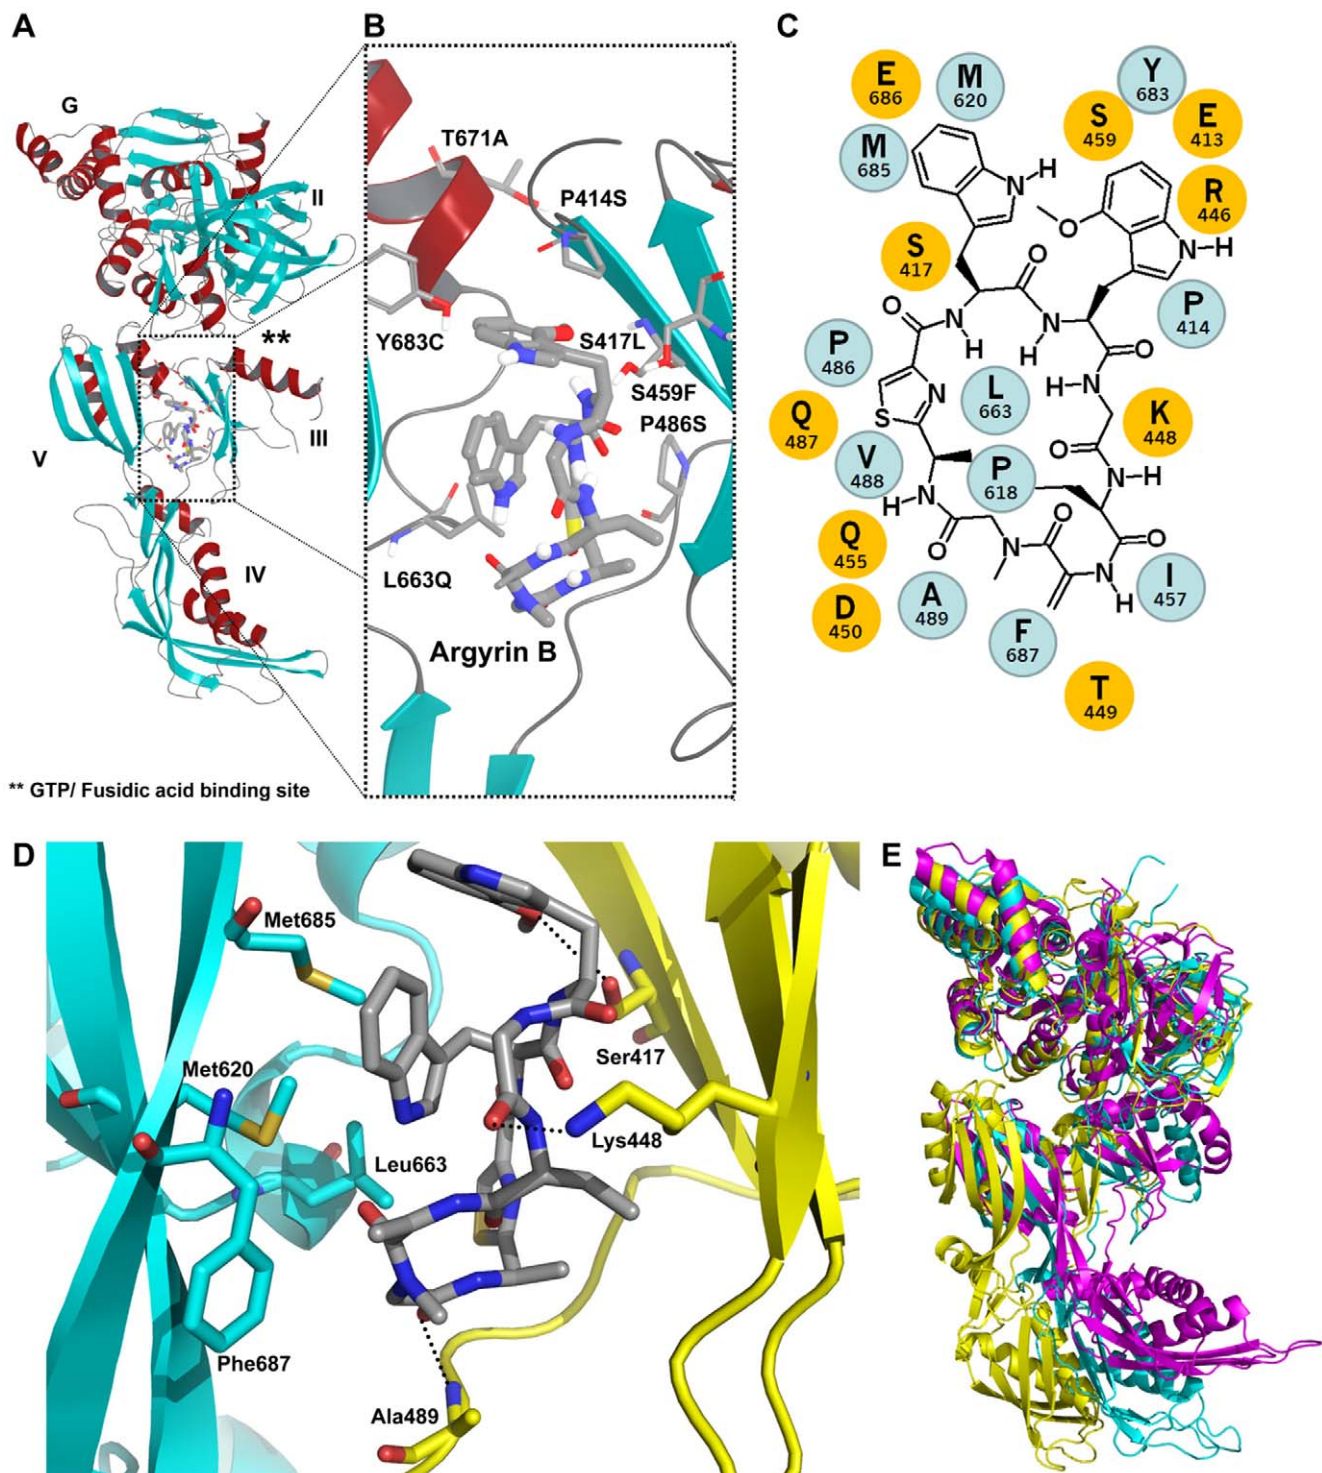 A
G
II
**
III
V
IV
** GTP/ Fusidic acid binding site
B
T671A
P414S
Y683C
S417L
S459F
P486S
L663Q
Argyrin B
C
E
686
M
620
Y
683
S
459
E
413
M
685
R
446
S
417
P
414
P
486
L
663
Q
487
K
448
V
488
P
618
Q
455
I
457
A
489
D
450
F
687
T
449
H
N
O
N
H
O
O
N
H
N
H
O
H
N
O
S
N
O
N
H
H
N
O
N
O
N
H
O
D
Met685
Met620
Ser417
Lys448
Leu663
Phe687
Ala489
E